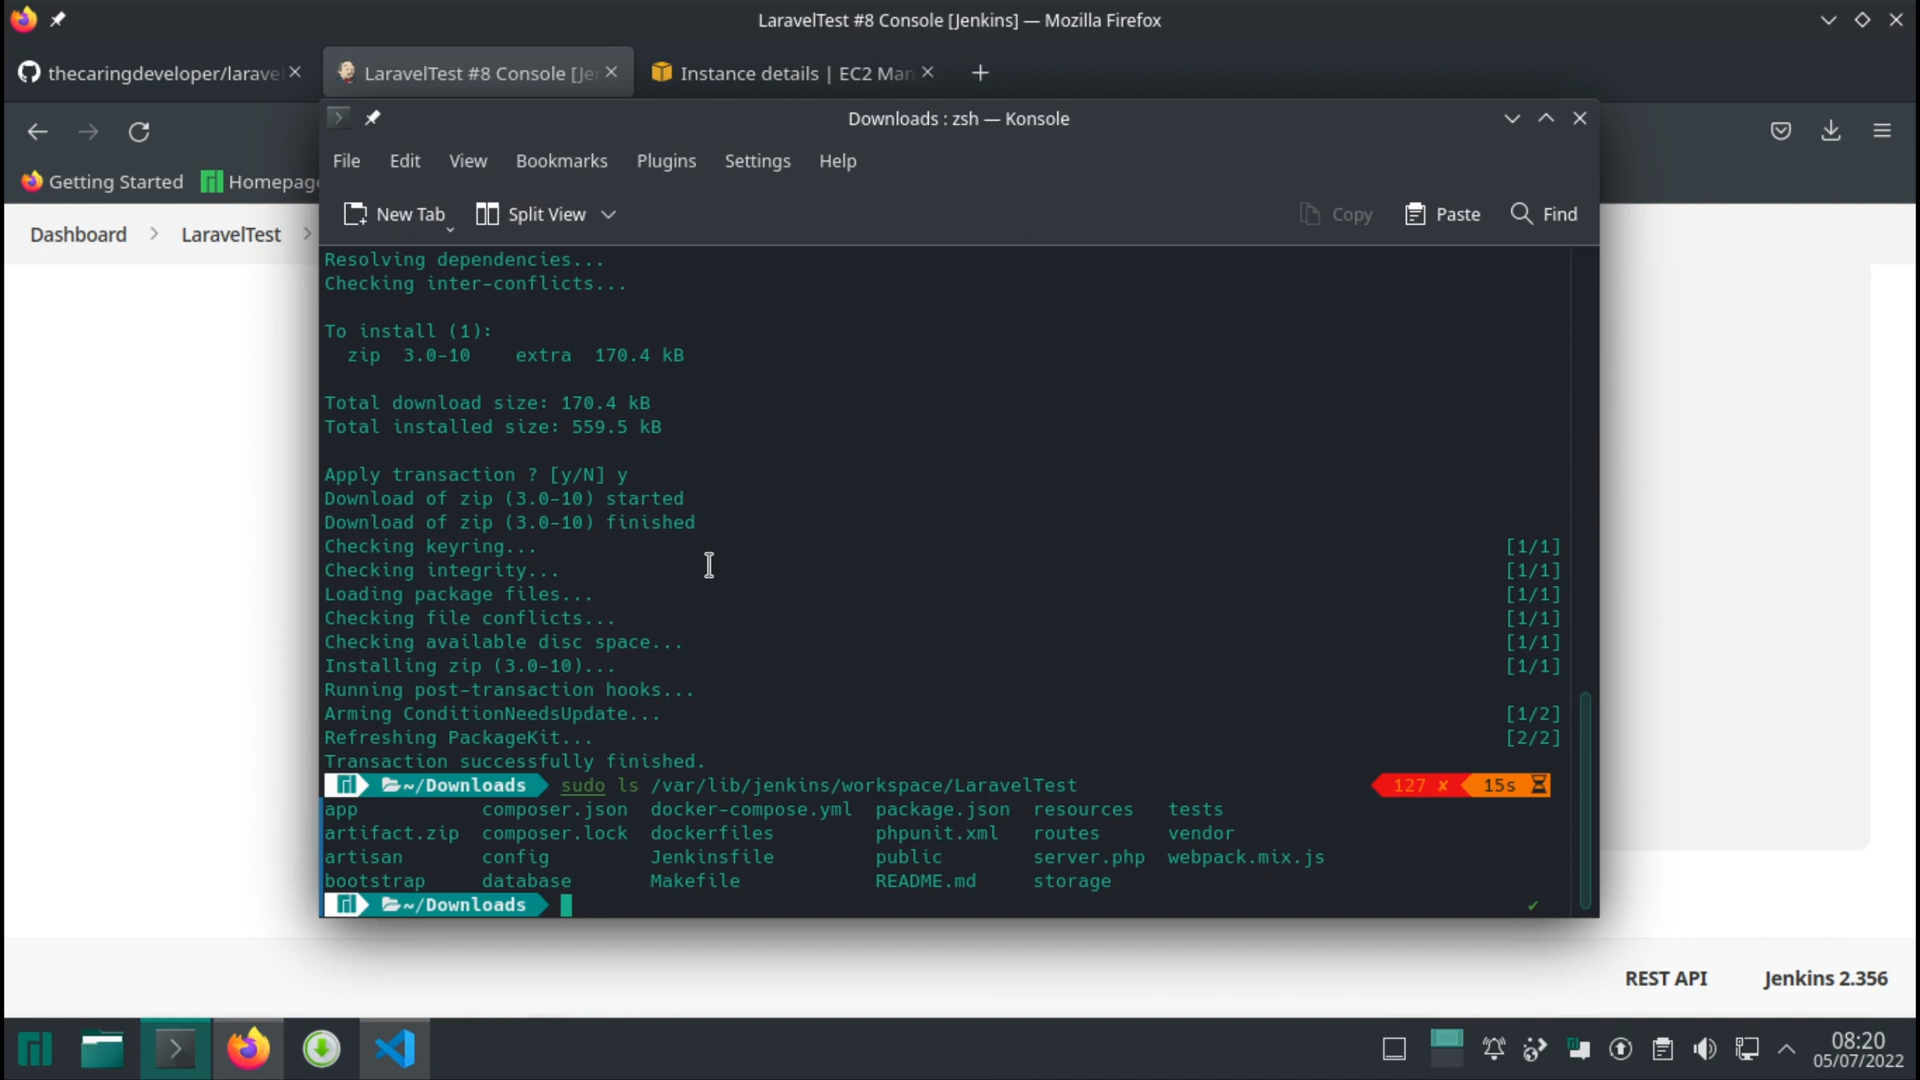 LaravelTest #8 Console [Jenkins] — Mozilla Firefox
thecaringdeveloper/larave
LaravelTest #8 Console [Je
Instance details | EC2 Man
Downloads : zsh — Konsole
File Edit View Bookmarks Plugins Settings Help
Getting Started
Homepage
New Tab
Split View
Copy
Paste
Find
Dashboard > LaravelTest >
Resolving dependencies...
Checking inter-conflicts...
To install (1):
zip 3.0-10 extra 170.4 kB
Total download size: 170.4 kB
Total installed size: 559.5 kB
Apply transaction ? [y/N] y
Download of zip (3.0-10) started
Download of zip (3.0-10) finished
Checking keyring... [1/1]
Checking integrity... [1/1]
Loading package files... [1/1]
Checking file conflicts... [1/1]
Checking available disc space... [1/1]
Installing zip (3.0-10)... [1/1]
Running post-transaction hooks...
Arming ConditionNeedsUpdate... [1/2]
Refreshing PackageKit... [2/2]
Transaction successfully finished.
~/Downloads sudo ls /var/lib/jenkins/workspace/LaravelTest 127 ✘ 15s
app composer.json docker-compose.yml package.json resources tests
artifact.zip composer.lock dockerfiles phpunit.xml routes vendor
artisan config Jenkinsfile public server.php webpack.mix.js
bootstrap database Makefile README.md storage
~/Downloads ✔
REST API
Jenkins 2.356
08:20
05/07/2022